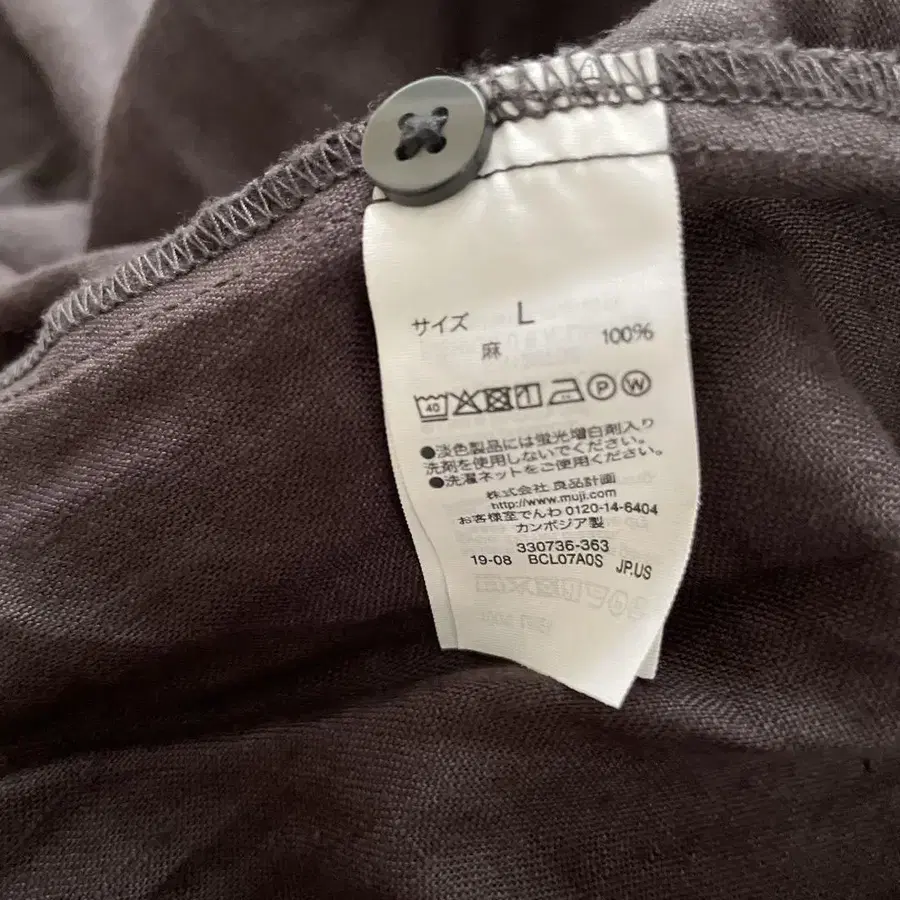 サイズ L
麻 100%
40 P W
●淡色製品には蛍光増白剤入り
洗剤を使用しないでください。
●洗濯ネットをご使用ください。
株式会社 良品計画
http://www.muji.com
お客様室でんわ 0120-14-6404
カンボジア製
330736-363
19-08 BCL07A0S JP.US